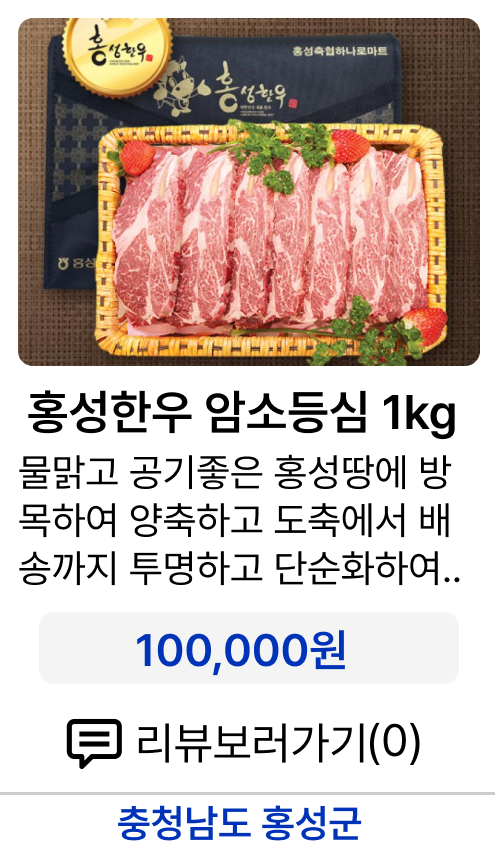 홍성한우
홍성축협하나로마트
홍성한우
홍성
홍성한우 암소등심 1kg
물맑고 공기좋은 홍성땅에 방
목하여 양축하고 도축에서 배
송까지 투명하고 단순화하여..
100,000원
리뷰보러가기(0)
충청남도 홍성군